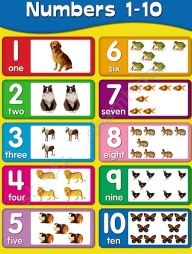 Numbers 1-10
1
one
6
six
2
two
7
seven
3
three
8
eight
4
four
9
nine
5
five
10
ten